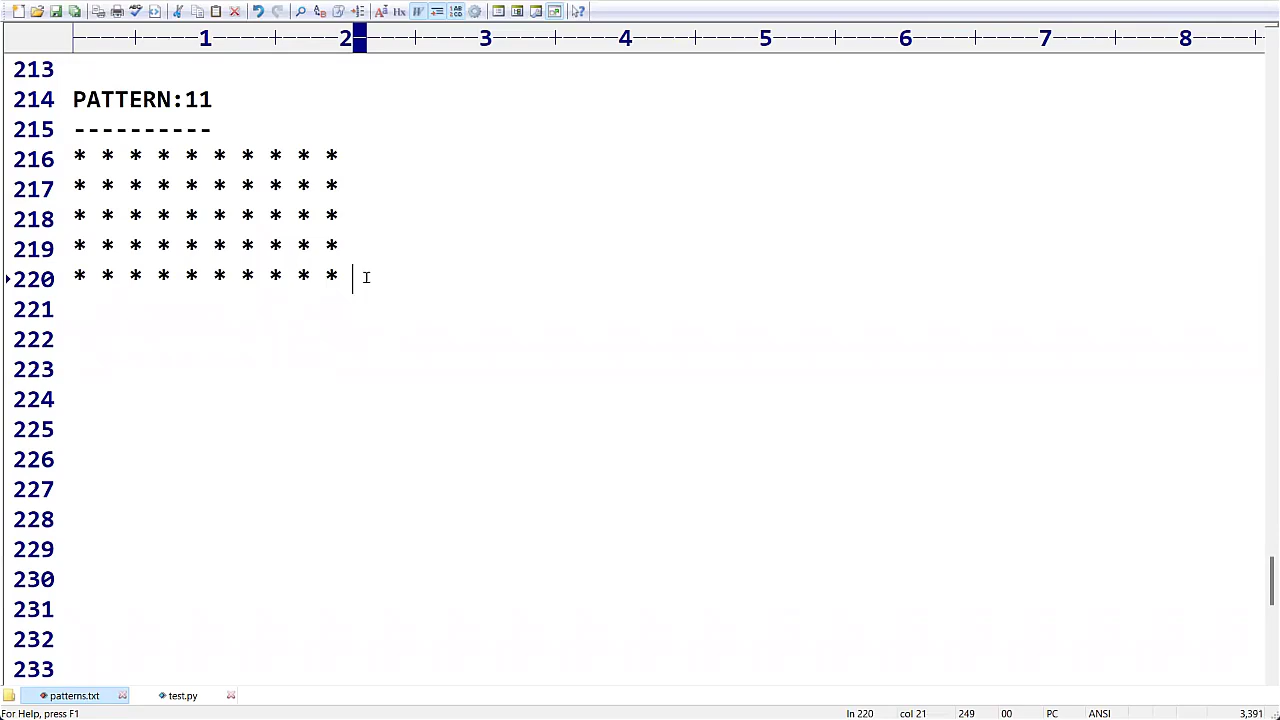 1 2 3 4 5 6 7 8
213
214 PATTERN:11
215 ----------
216 * * * * * * * * * *
217 * * * * * * * * * *
218 * * * * * * * * * *
219 * * * * * * * * * *
220 * * * * * * * * * *
221
222
223
224
225
226
227
228
229
230
231
232
233
patterns.txt test.py
For Help, press F1 ln 220 col 21 249 00 PC ANSI 3,391